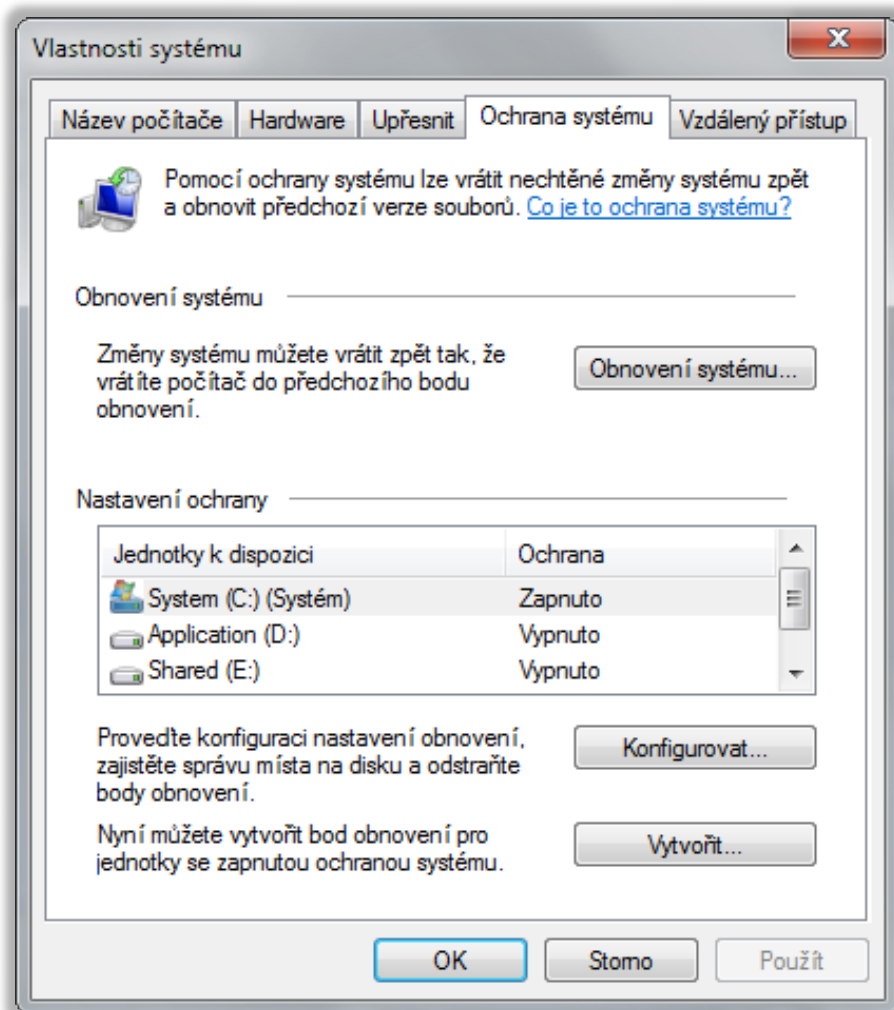 Vlastnosti systému
Název počítače Hardware Upřesnit Ochrana systému Vzdálený přístup
Pomocí ochrany systému lze vrátit nechtěné změny systému zpět
a obnovit předchozí verze souborů. Co je to ochrana systému?
Obnovení systému
Změny systému můžete vrátit zpět tak, že
vrátíte počítač do předchozího bodu
obnovení.
Obnovení systému...
Nastavení ochrany
Jednotky k dispozici Ochrana
System (C:) (Systém) Zapnuto
Application (D:) Vypnuto
Shared (E:) Vypnuto
Proveďte konfiguraci nastavení obnovení,
zajistěte správu místa na disku a odstraňte
body obnovení.
Konfigurovat...
Nyní můžete vytvořit bod obnovení pro
jednotky se zapnutou ochranou systému.
Vytvořit...
OK Storno Použít